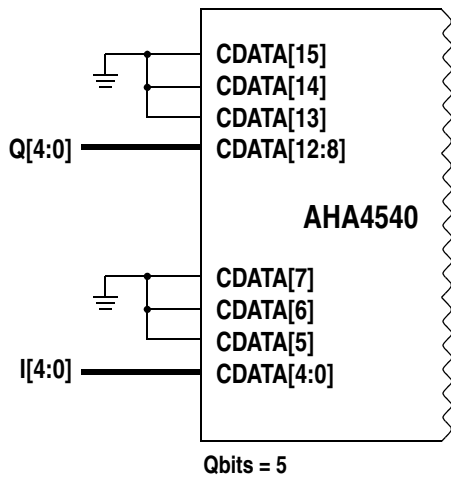 CDATA[15]
CDATA[14]
CDATA[13]
Q[4:0] CDATA[12:8]
AHA4540
CDATA[7]
CDATA[6]
CDATA[5]
I[4:0] CDATA[4:0]
Qbits = 5